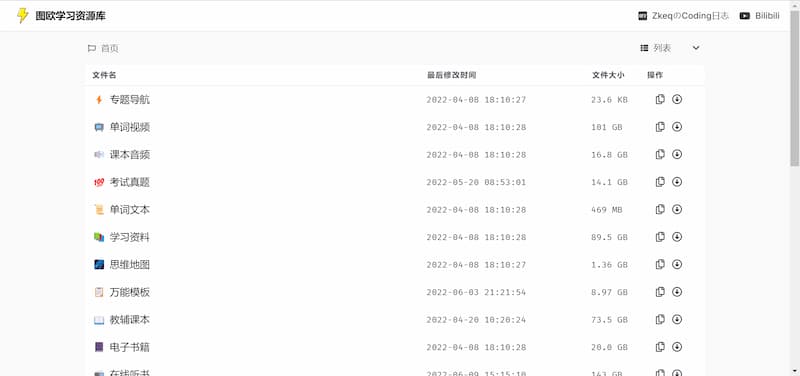 图欧学习资源库 ZkeqのCoding日志 Bilibili
首页 列表
文件名 最后修改时间 文件大小 操作
专题导航 2022-04-08 18:10:27 23.6 KB
单词视频 2022-04-08 18:10:28 101 GB
课本音频 2022-04-08 18:10:28 16.8 GB
考试真题 2022-05-20 08:53:01 14.1 GB
单词文本 2022-04-08 18:10:28 469 MB
学习资料 2022-04-08 18:10:28 89.5 GB
思维地图 2022-04-08 18:10:27 1.36 GB
万能模板 2022-06-03 21:21:54 8.97 GB
教辅课本 2022-04-20 10:20:24 73.5 GB
电子书籍 2022-04-08 18:10:28 20.0 GB
在线听书 2022-06-09 15:15:10 143 GB